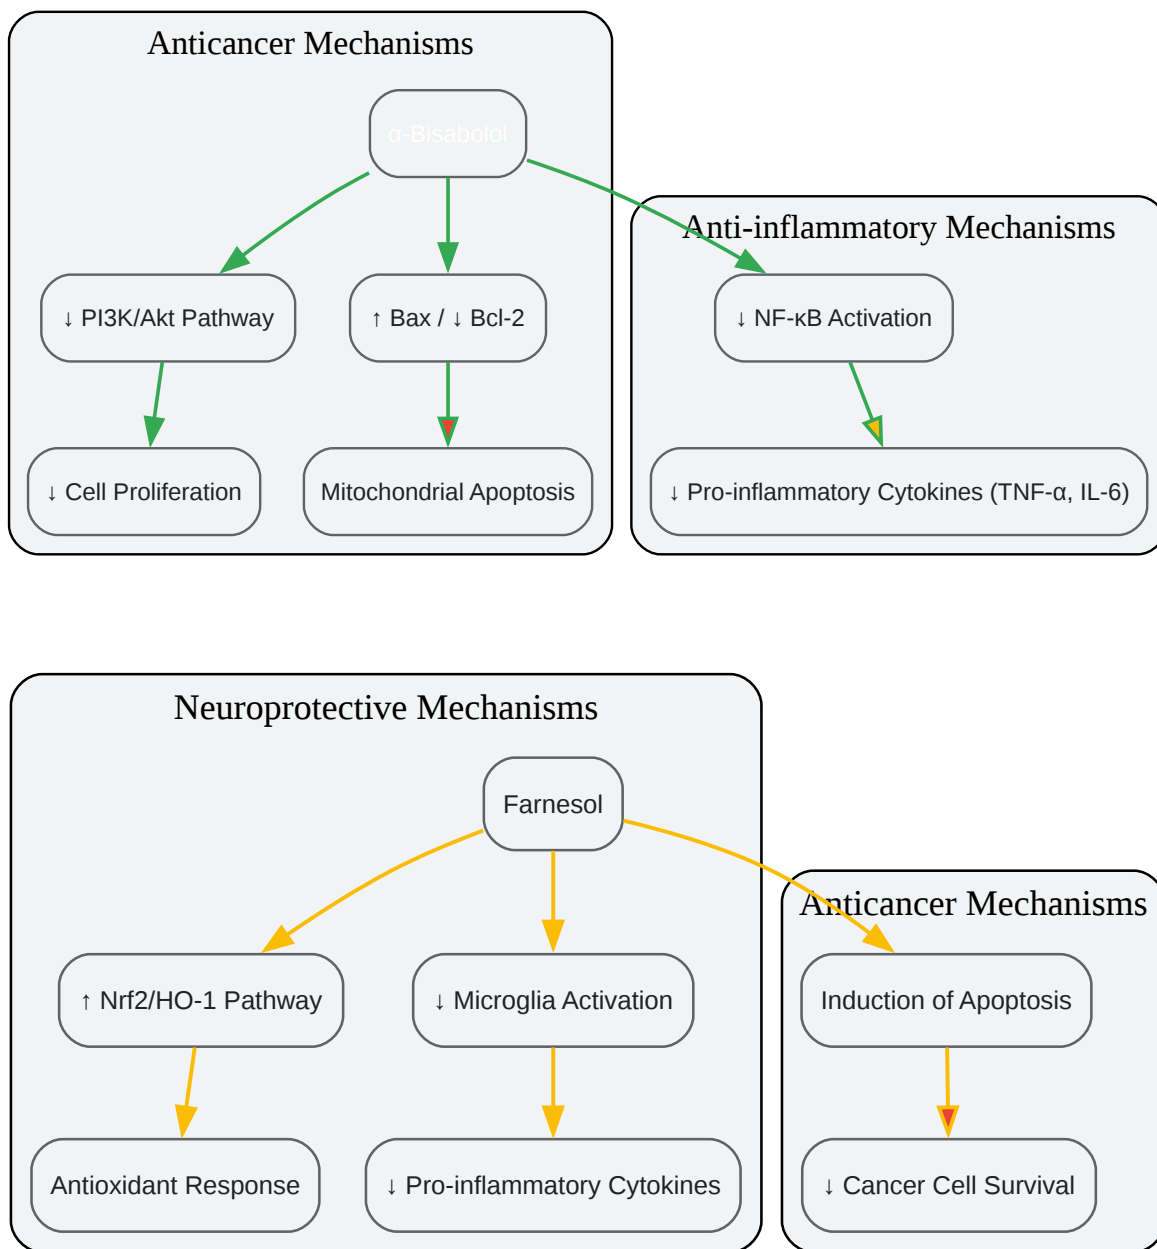 Anticancer Mechanisms
α-Bisabolol
Anti-inflammatory Mechanisms
↓ PI3K/Akt Pathway
↑ Bax / ↓ Bcl-2
↓ NF-κB Activation
↓ Cell Proliferation
Mitochondrial Apoptosis
↓ Pro-inflammatory Cytokines (TNF-α, IL-6)
Neuroprotective Mechanisms
Farnesol
Anticancer Mechanisms
↑ Nrf2/HO-1 Pathway
↓ Microglia Activation
Induction of Apoptosis
Antioxidant Response
↓ Pro-inflammatory Cytokines
↓ Cancer Cell Survival